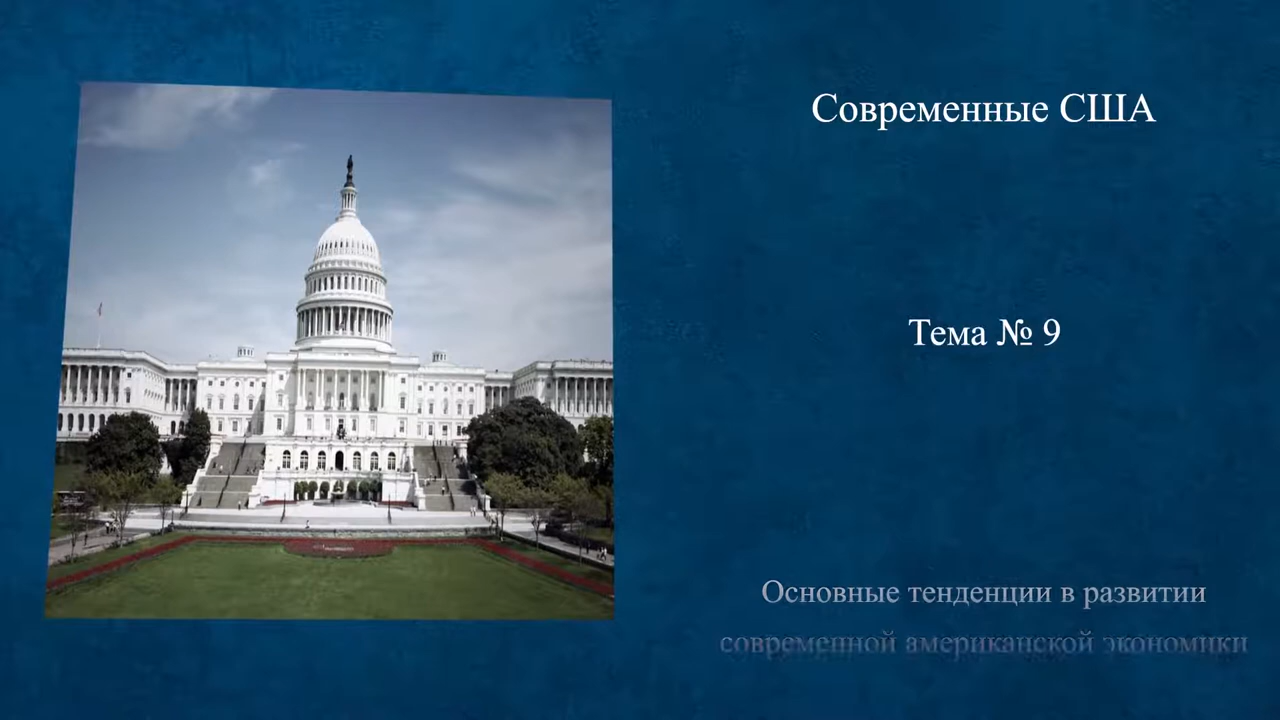 Современные США
Тема № 9
Основные тенденции в развитии
современной американской экономики